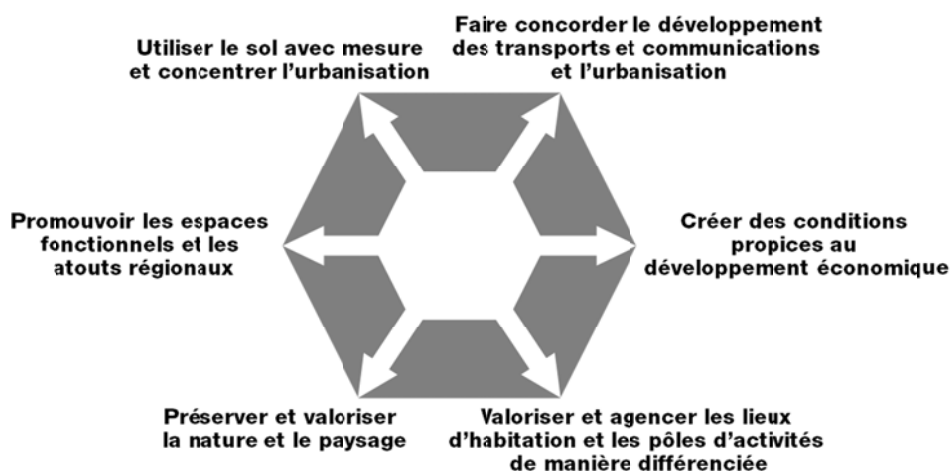 Utiliser le sol avec mesure
et concentrer l'urbanisation
Faire concorder le développement
des transports et communications
et l'urbanisation
Promouvoir les espaces
fonctionnels et les
atouts régionaux
Créer des conditions
propices au
développement économique
Préserver et valoriser
la nature et le paysage
Valoriser et agencer les lieux
d'habitation et les pôles d'activités
de manière différenciée